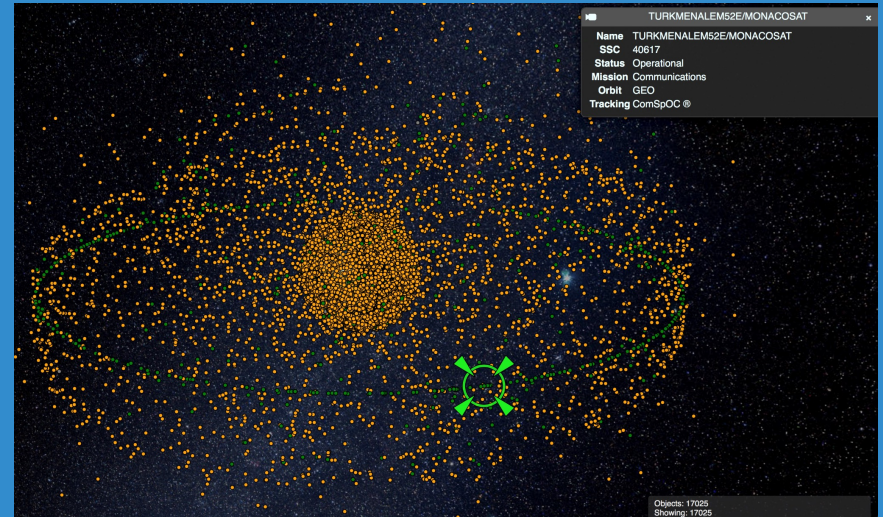 TURKMENALEM52E/MONACOSAT ×
Name TURKMENALEM52E/MONACOSAT
SSC 40617
Status Operational
Mission Communications
Orbit GEO
Tracking ComSpOC ®
Objects: 17025
Showing: 17025